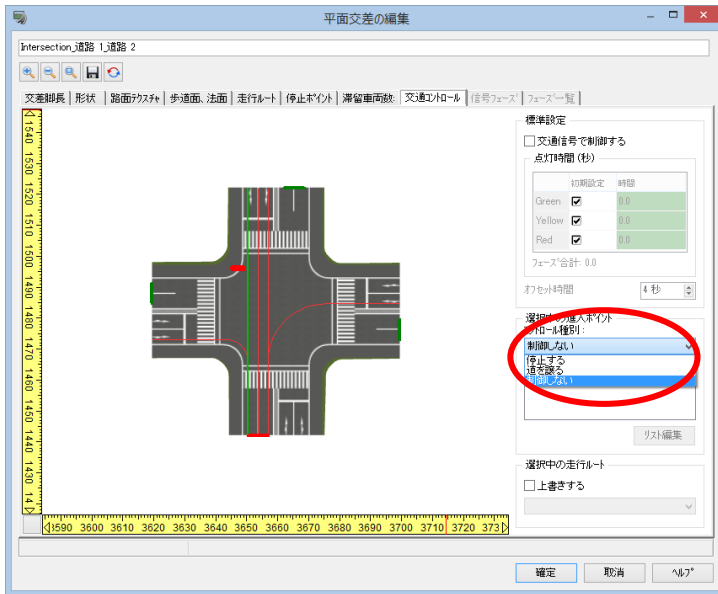 平面交差の編集
Intersection_道路 1_道路 2
交差脚長 形状 路面テクスチャ 歩道面、法面 走行ルート 停止ポイント 滞留車両数 交通コントロール 信号フェーズ フェーズ一覧
標準設定
交通信号で制御する
点灯時間 (秒)
初期設定 時間
Green 0.0
Yellow 0.0
Red 0.0
フェーズ合計: 0.0
オフセット時間 4 秒
選択中の進入ポイント
コントロール種別:
制御しない
停止する
道を譲る
制御しない
リスト編集
選択中の走行ルート
上書きする
1540 1530 1520 1510 1500 1490 1480 1470 1460 1450 1440 1430 14
3590 3600 3610 3620 3630 3640 3650 3660 3670 3680 3690 3700 3710 3720 373
確定 取消 ヘルプ